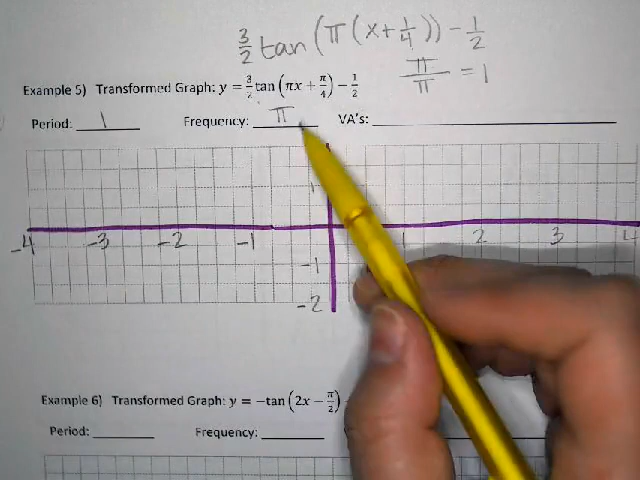 3/2 tan (π(x+1/4)) - 1/2
π/π = 1
Example 5) Transformed Graph: y = 3/2 tan(πx + π/4) - 1/2
Period: 1 Frequency: π VA's:
1
-4 -3 -2 -1 1 2 3 4
-1
-2
Example 6) Transformed Graph: y = -tan(2x - π/2)
Period: Frequency: